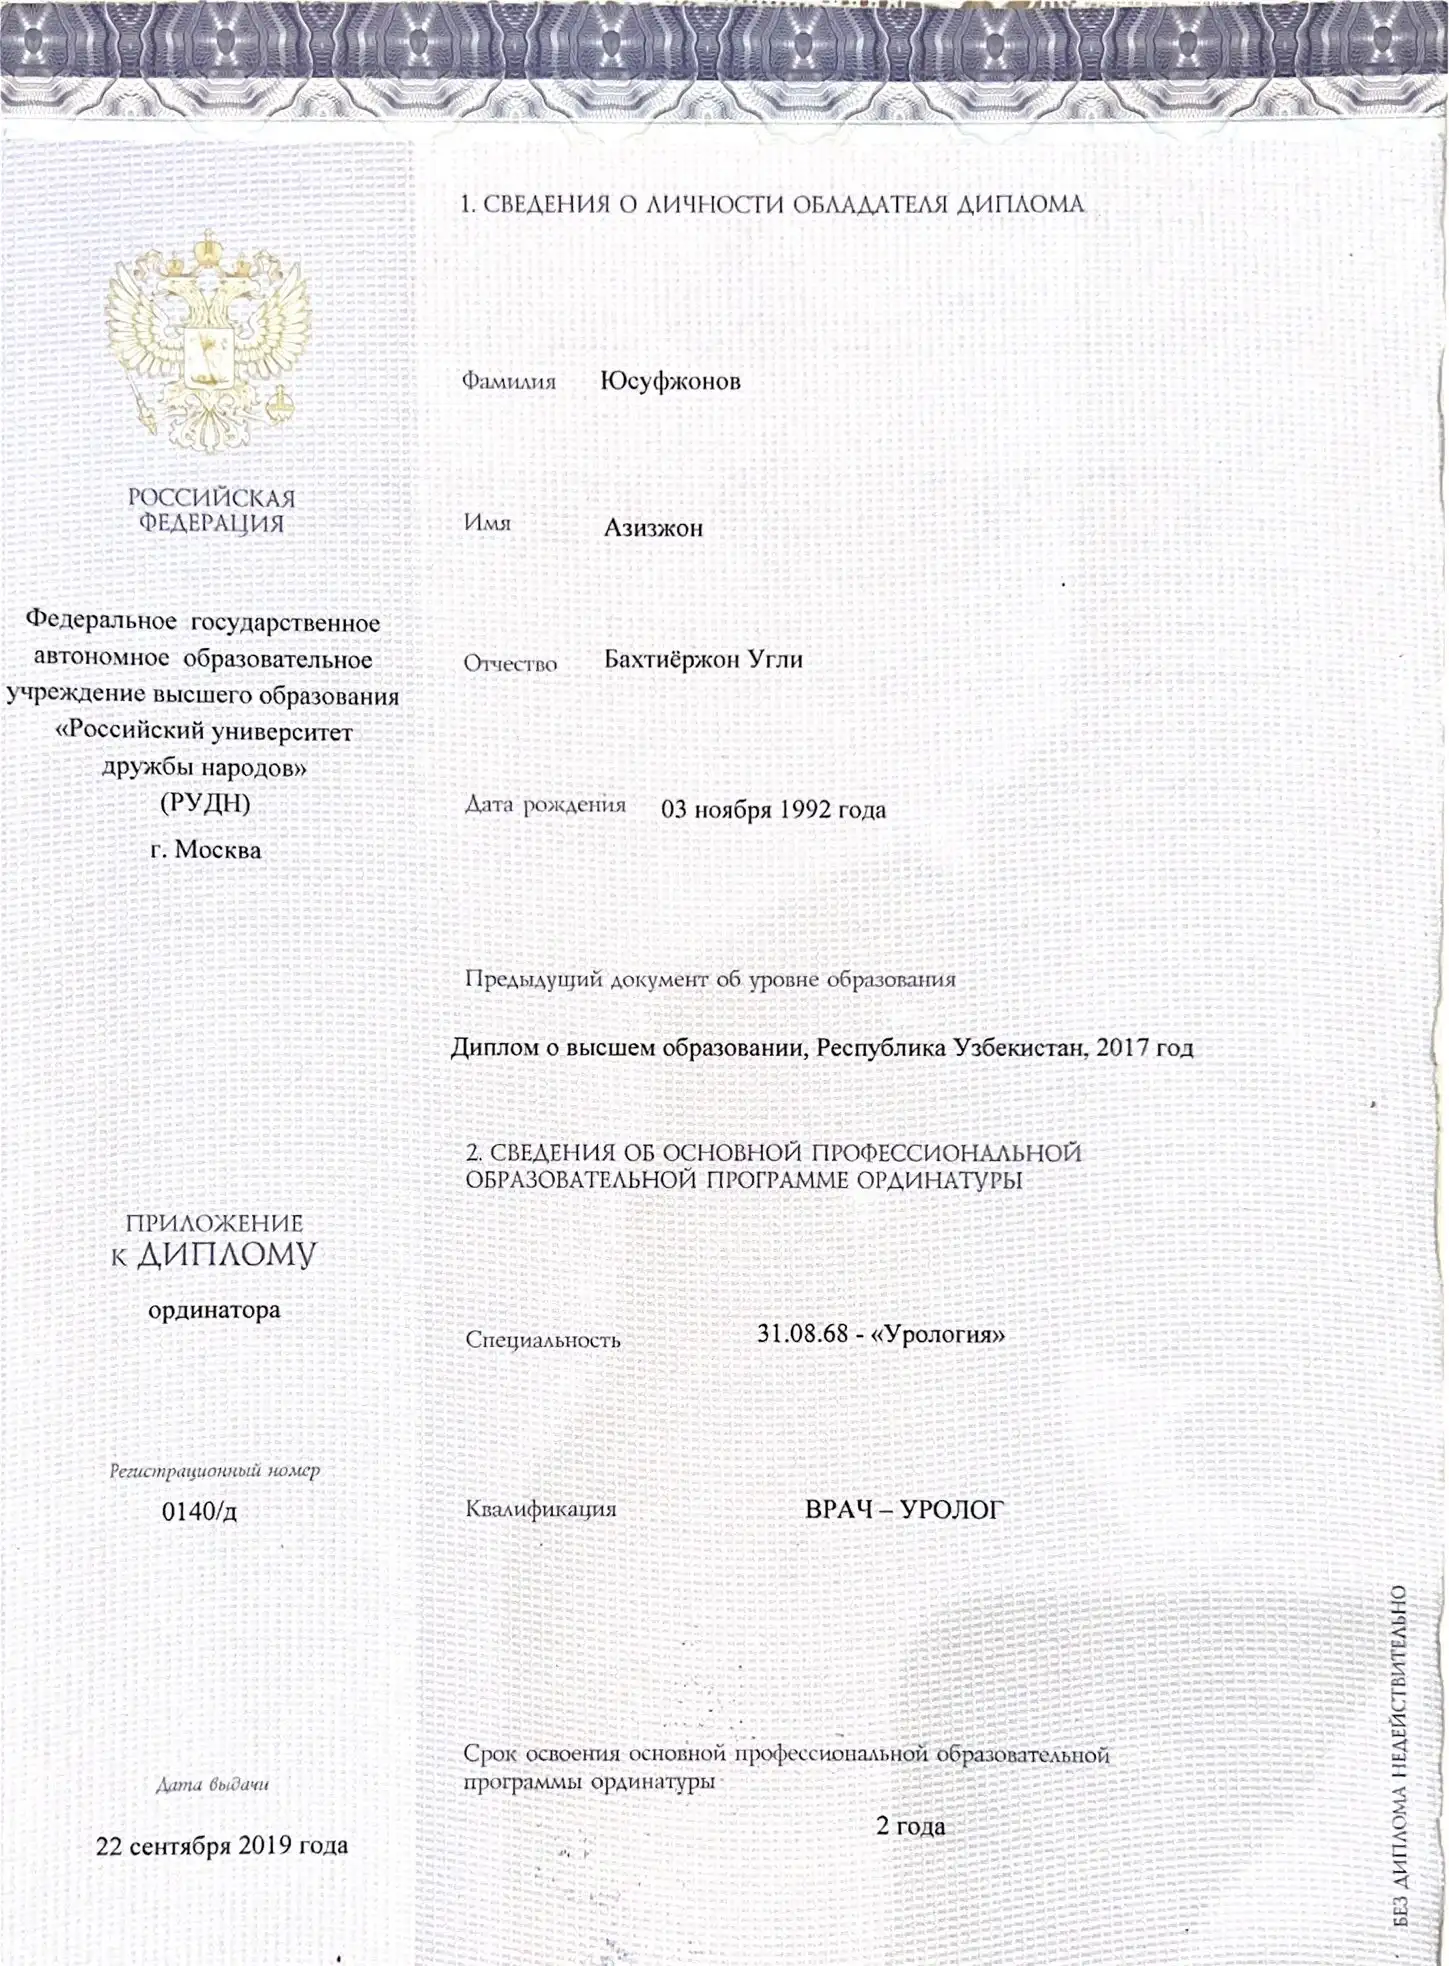 РОССИЙСКАЯ
ФЕДЕРАЦИЯ
Федеральное государственное
автономное образовательное
учреждение высшего образования
«Российский университет
дружбы народов»
(РУДН)
г. Москва
ПРИЛОЖЕНИЕ
к ДИПЛОМУ
ординатора
Регистрационный номер
0140/д
Дата выдачи
22 сентября 2019 года
1. СВЕДЕНИЯ О ЛИЧНОСТИ ОБЛАДАТЕЛЯ ДИПЛОМА
Фамилия Юсуфжонов
Имя Азизжон
Отчество Бахтиёржон Угли
Дата рождения 03 ноября 1992 года
Предыдущий документ об уровне образования
Диплом о высшем образовании, Республика Узбекистан, 2017 год
2. СВЕДЕНИЯ ОБ ОСНОВНОЙ ПРОФЕССИОНАЛЬНОЙ
ОБРАЗОВАТЕЛЬНОЙ ПРОГРАММЕ ОРДИНАТУРЫ
Специальность 31.08.68 - «Урология»
Квалификация ВРАЧ – УРОЛОГ
Срок освоения основной профессиональной образовательной
программы ординатуры
2 года
БЕЗ ДИПЛОМА НЕДЕЙСТВИТЕЛЬНО